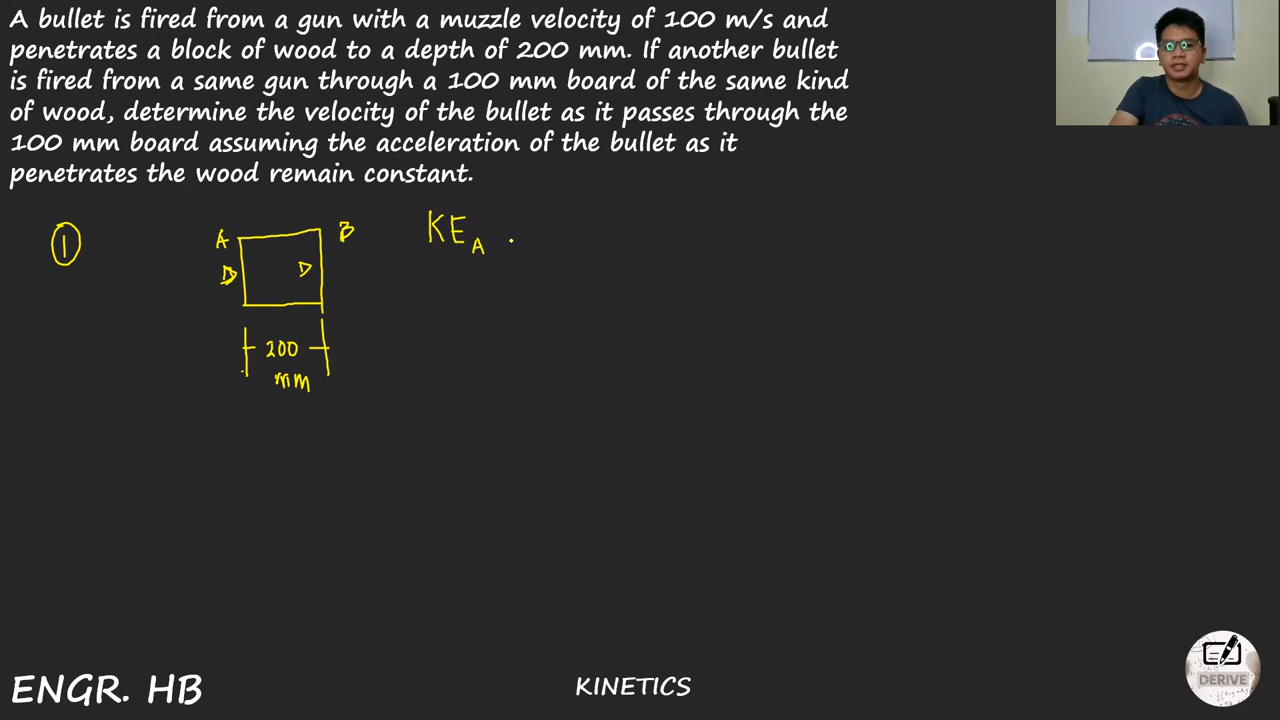 A bullet is fired from a gun with a muzzle velocity of 100 m/s and
penetrates a block of wood to a depth of 200 mm. If another bullet
is fired from a same gun through a 100 mm board of the same kind
of wood, determine the velocity of the bullet as it passes through the
100 mm board assuming the acceleration of the bullet as it
penetrates the wood remain constant.
1
A B
KE A
200
mm
ENGR. HB
KINETICS
DERIVE